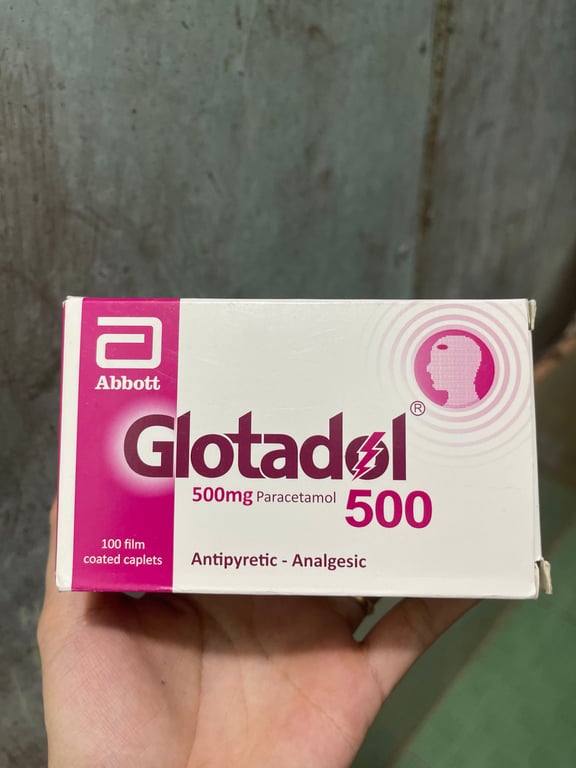 Abbott
Glotadol®
500mg Paracetamol 500
100 film
coated caplets
Antipyretic - Analgesic